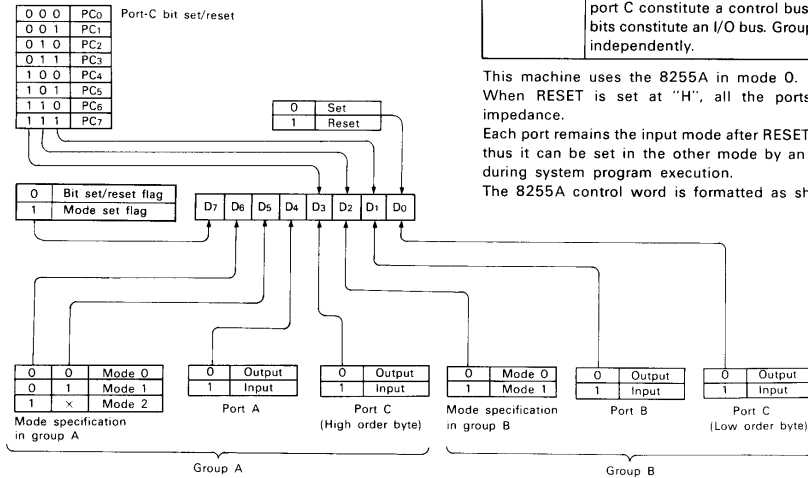 port C constitute a control bus
bits constitute an I/O bus. Group
independently.
This machine uses the 8255A in mode 0.
When RESET is set at "H", all the ports
impedance.
Each port remains the input mode after RESET
thus it can be set in the other mode by an
during system program execution.
The 8255A control word is formatted as
0 0 0 PC0 Port-C bit set/reset
0 0 1 PC1
0 1 0 PC2
0 1 1 PC3
1 0 0 PC4
1 0 1 PC5
1 1 0 PC6
1 1 1 PC7
0 Set
1 Reset
0 Bit set/reset flag
1 Mode set flag
D7 D6 D5 D4 D3 D2 D1 D0
0 0 Mode 0
0 1 Mode 1
1 × Mode 2
Mode specification
in group A
0 Output
1 Input
Port A
0 Output
1 Input
Port C
(High order byte)
Group A
0 Mode 0
1 Mode 1
Mode specification
in group B
0 Output
1 Input
Port B
0 Output
1 Input
Port C
(Low order byte)
Group B